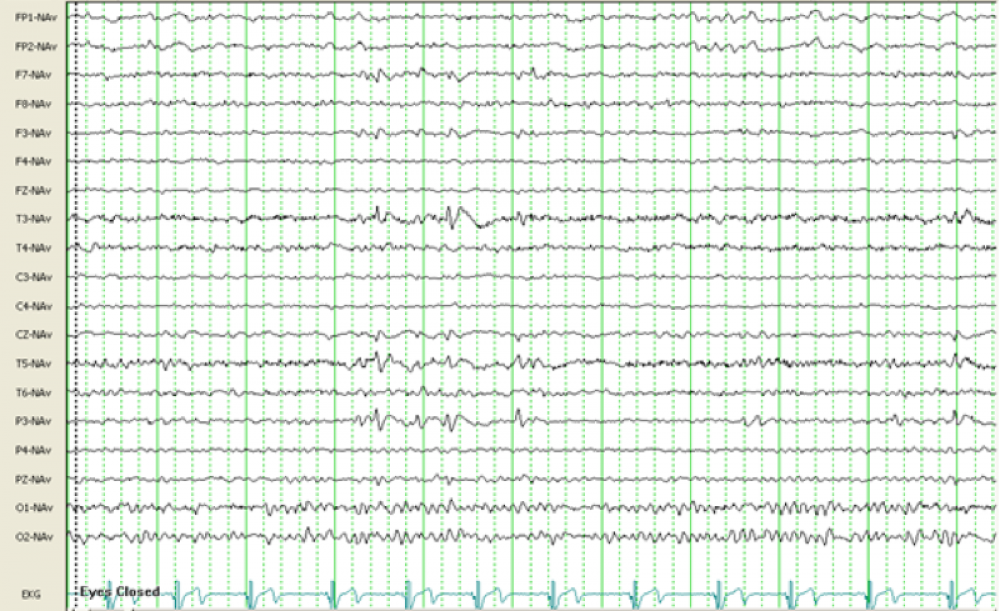 FP1-NAv
FP2-NAv
F7-NAv
F8-NAv
F3-NAv
F4-NAv
FZ-NAv
T3-NAv
T4-NAv
C3-NAv
C4-NAv
CZ-NAv
T5-NAv
T6-NAv
P3-NAv
P4-NAv
PZ-NAv
O1-NAv
O2-NAv
EKG
Eyes Closed